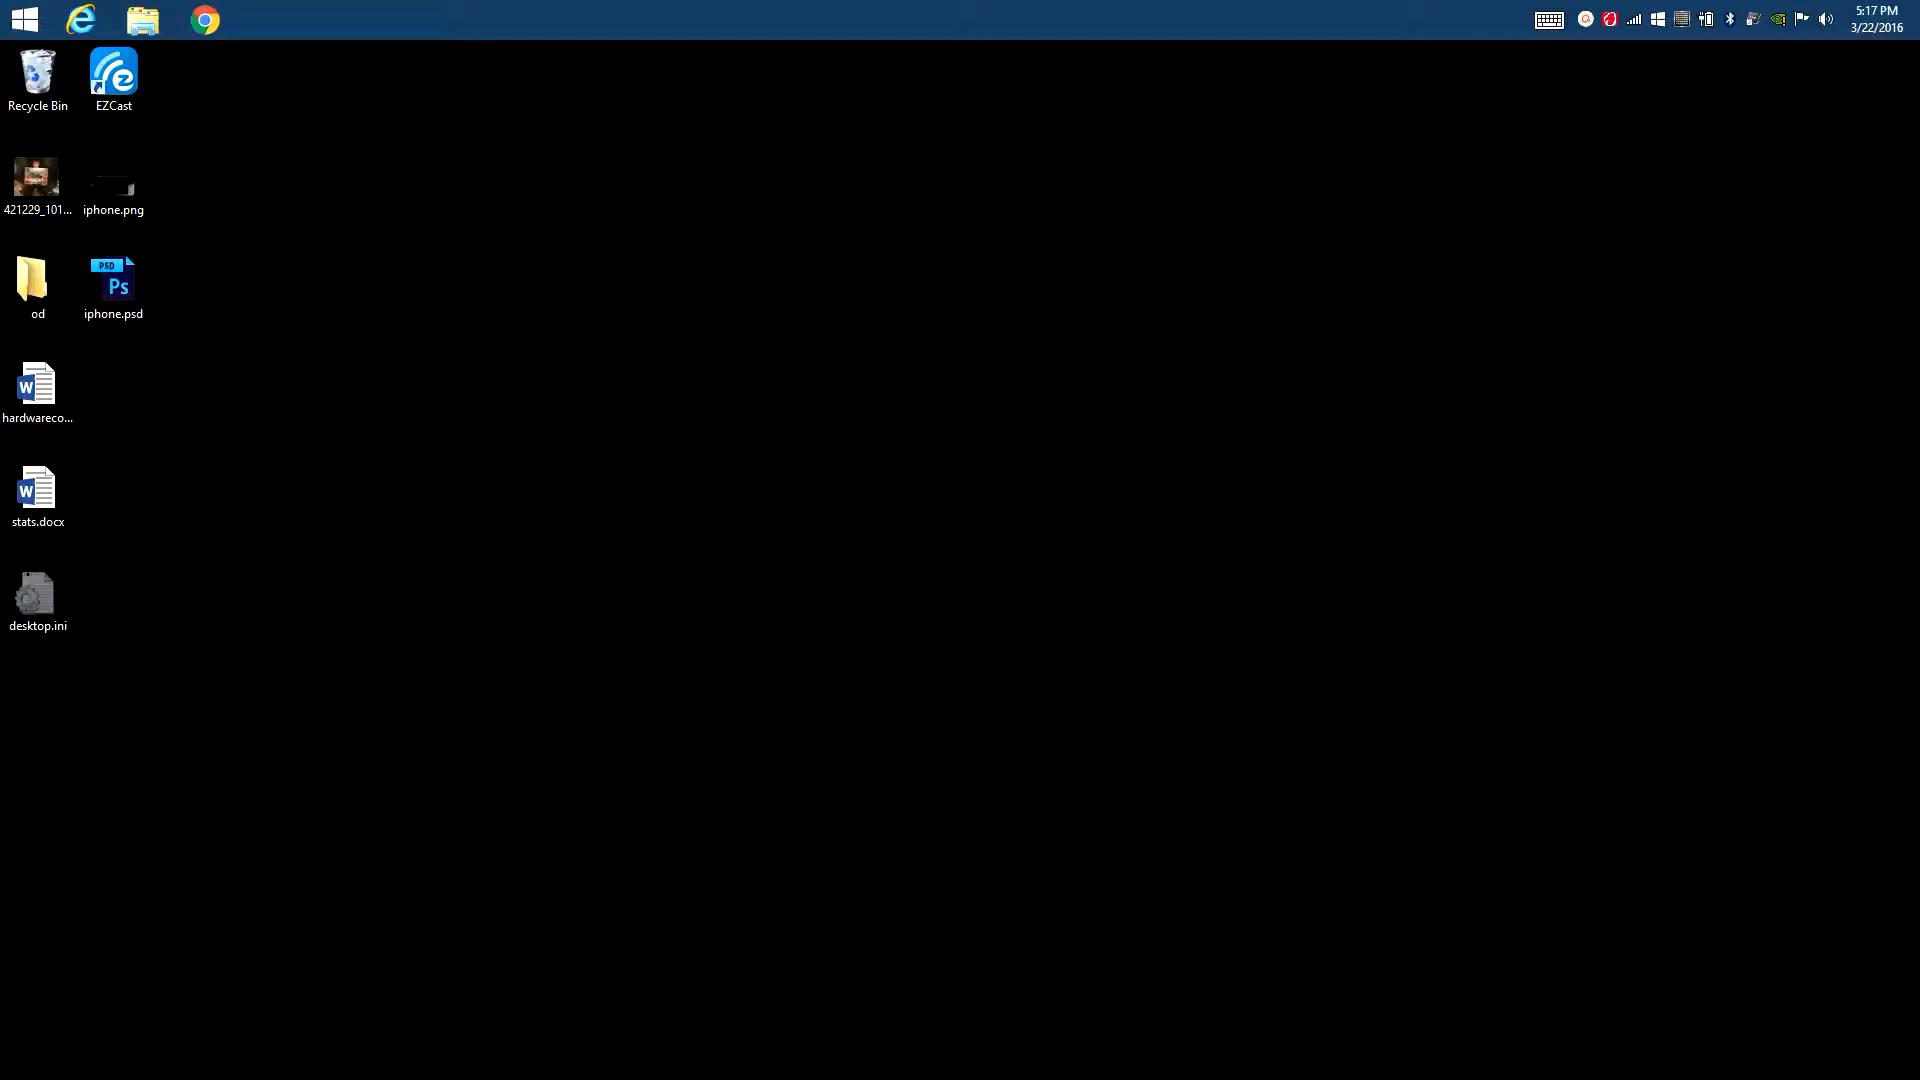 5:17 PM
3/22/2016
Recycle Bin
EZCast
421229_101...
iphone.png
od
PSD
Ps
iphone.psd
W
hardwareco...
W
stats.docx
desktop.ini